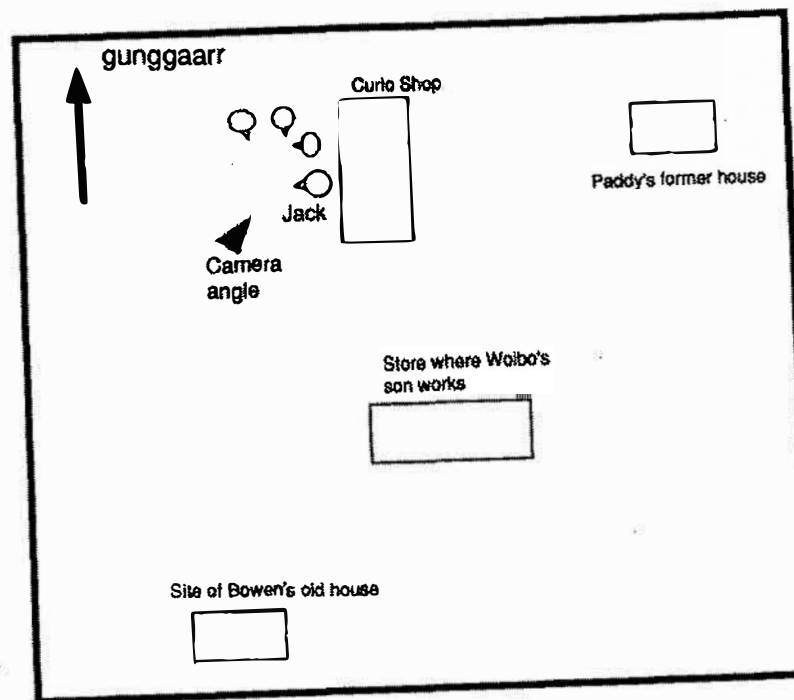 gunggaarr
Curio Shop
Paddy's former house
Jack
Camera
angle
Store where Woibo's
son works
Site of Bowen's old house